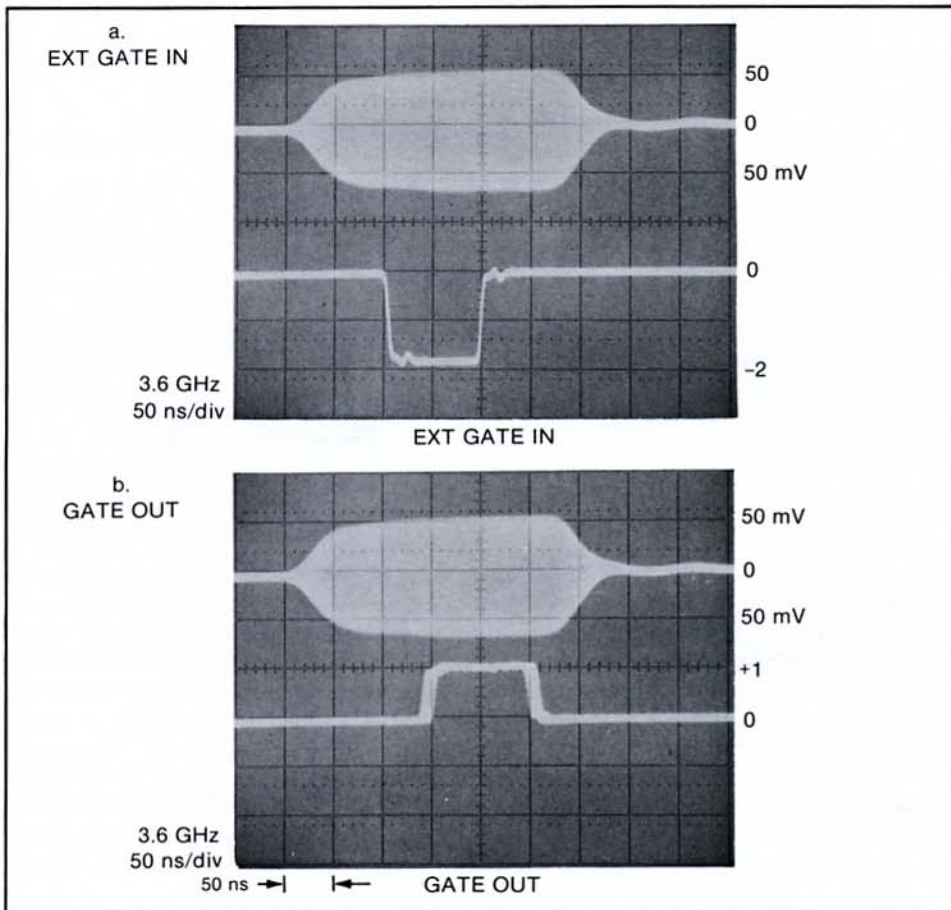 a.
EXT GATE IN
50
0
50 mV
0
-2
3.6 GHz
50 ns/div
EXT GATE IN
b.
GATE OUT
50 mV
0
50 mV
+1
0
3.6 GHz
50 ns/div
50 ns
GATE OUT